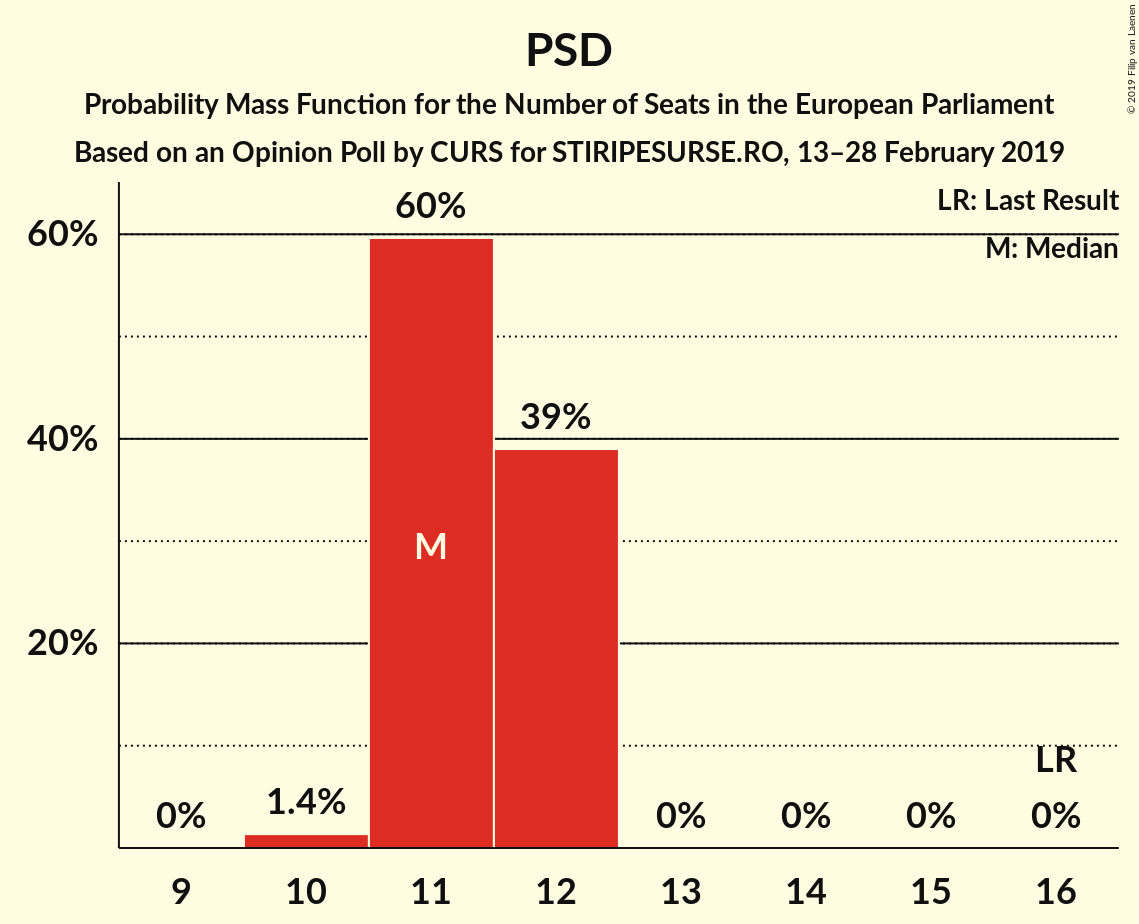 PSD
Probability Mass Function for the Number of Seats in the European Parliament
Based on an Opinion Poll by CURS for STIRIPESURSE.RO, 13–28 February 2019
© 2019 Filip van Laenen
LR: Last Result
M: Median
60%
40%
20%
0%
1.4%
60%
M
39%
0%
0%
0%
LR
0%
9 10 11 12 13 14 15 16